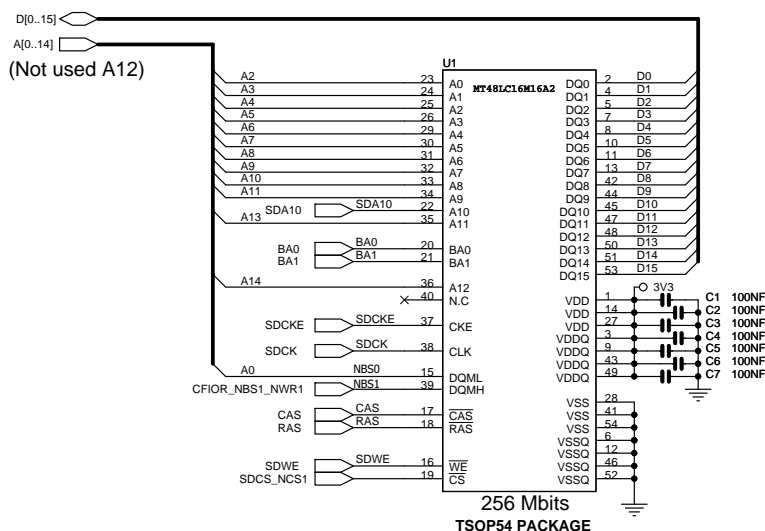 D[0..15]
A[0..14]
(Not used A12)
U1
MT48LC16M16A2
A2 23 A0 DQ0 2 D0
A3 24 A1 DQ1 4 D1
A4 25 A2 DQ2 5 D2
A5 26 A3 DQ3 7 D3
A6 29 A4 DQ4 8 D4
A7 30 A5 DQ5 10 D5
A8 31 A6 DQ6 11 D6
A9 32 A7 DQ7 13 D7
A10 33 A8 DQ8 42 D8
A11 34 A9 DQ9 44 D9
SDA10 SDA10 22 A10 DQ10 45 D10
A13 35 A11 DQ11 47 D11
DQ12 48 D12
BA0 BA0 20 BA0 DQ13 50 D13
BA1 BA1 21 BA1 DQ14 51 D14
DQ15 53 D15
A14 36 A12 3V3
40 N.C VDD 1 C1 100NF
VDD 14 C2 100NF
SDCKE SDCKE 37 CKE VDD 27 C3 100NF
VDDQ 3 C4 100NF
SDCK SDCK 38 CLK VDDQ 9 C5 100NF
VDDQ 43 C6 100NF
A0 NBS0 15 DQML VDDQ 49 C7 100NF
CFIOR_NBS1_NWR1 NBS1 39 DQMH
VSS 28
CAS CAS 17 CAS VSS 41
RAS RAS 18 RAS VSS 54
VSSQ 6
VSSQ 12
SDWE SDWE 16 WE VSSQ 46
SDCS_NCS1 19 CS VSSQ 52
256 Mbits
TSOP54 PACKAGE